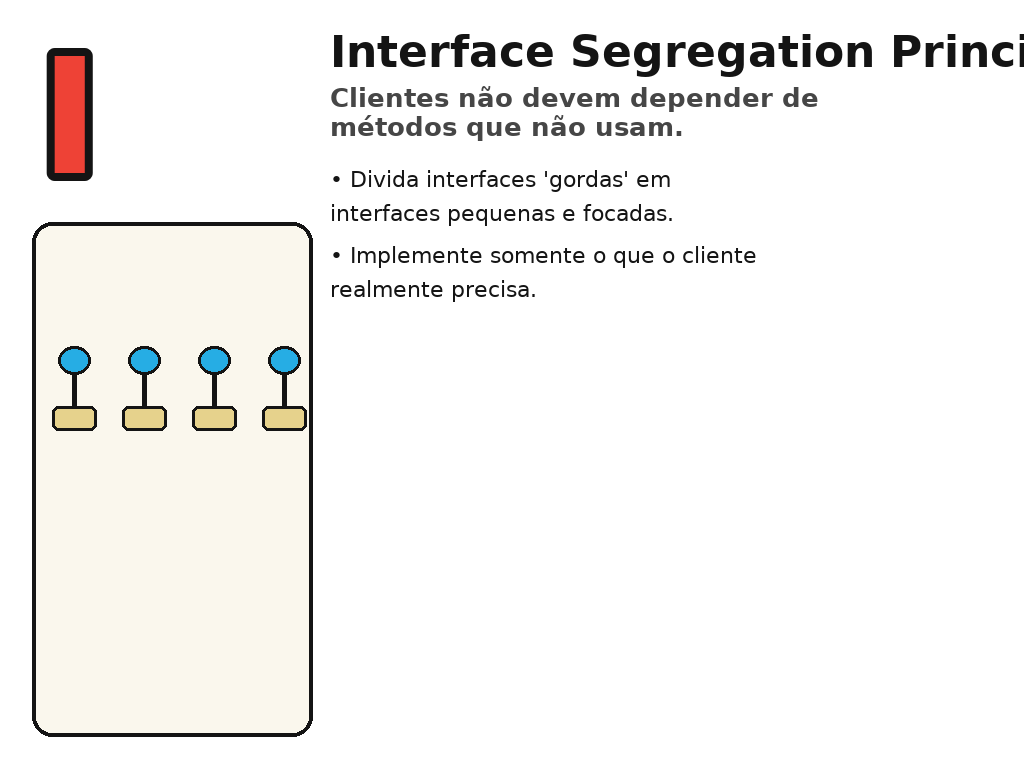 I
Interface Segregation Princi
Clientes não devem depender de
métodos que não usam.
• Divida interfaces 'gordas' em
interfaces pequenas e focadas.
• Implemente somente o que o cliente
realmente precisa.